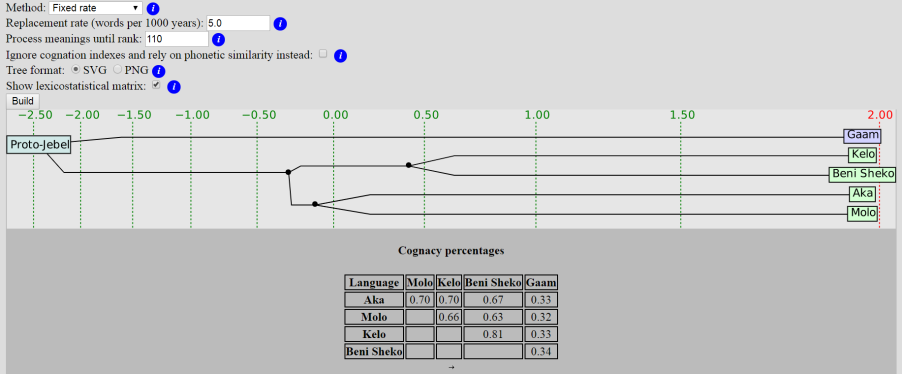 Method: Fixed rate i
Replacement rate (words per 1000 years): 5.0 i
Process meanings until rank: 110 i
Ignore cognation indexes and rely on phonetic similarity instead: i
Tree format: SVG PNG i
Show lexicostatistical matrix: i
Build
−2.50 −2.00 −1.50 −1.00 −0.50 0.00 0.50 1.00 1.50 2.00
Gaam
Proto-Jebel
Kelo
Beni Sheko
Aka
Molo
Cognacy percentages
Language Molo Kelo Beni Sheko Gaam
Aka 0.70 0.70 0.67 0.33
Molo 0.66 0.63 0.32
Kelo 0.81 0.33
Beni Sheko 0.34
→